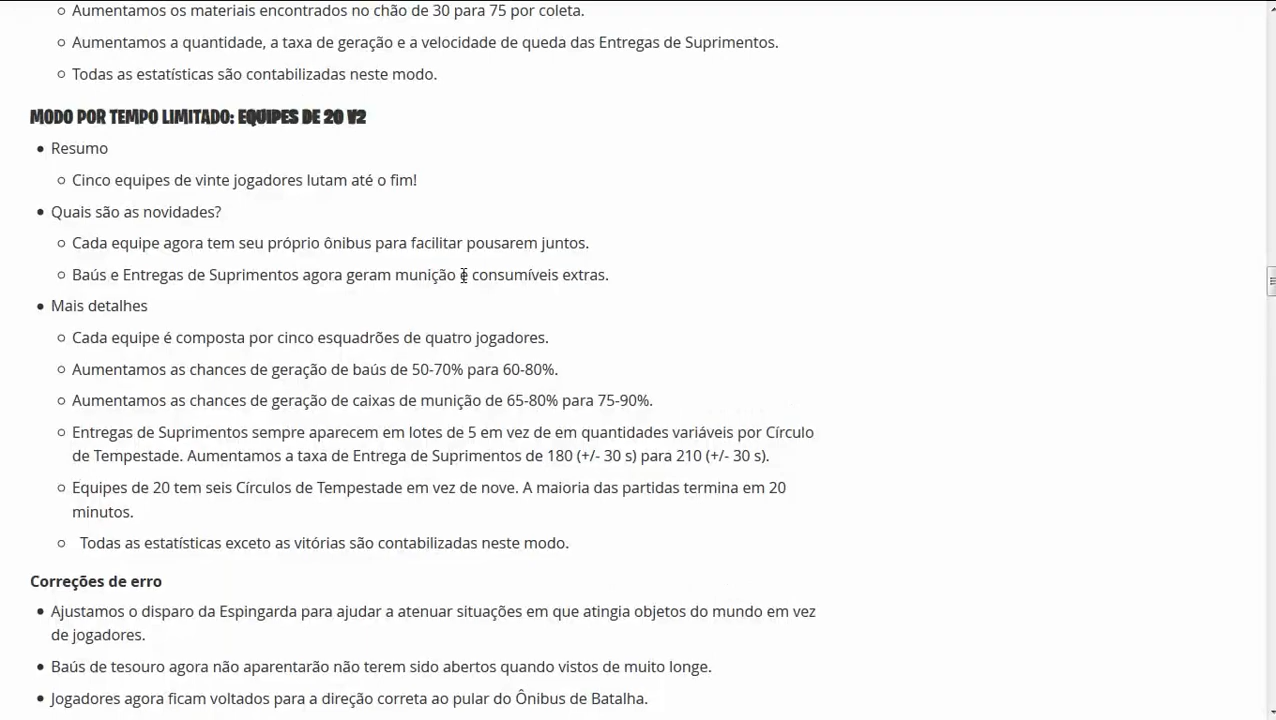 Aumentamos os materiais encontrados no chão de 30 para 75 por coleta.
Aumentamos a quantidade, a taxa de geração e a velocidade de queda das Entregas de Suprimentos.
Todas as estatísticas são contabilizadas neste modo.
MODO POR TEMPO LIMITADO: EQUIPES DE 20 V2
Resumo
Cinco equipes de vinte jogadores lutam até o fim!
Quais são as novidades?
Cada equipe agora tem seu próprio ônibus para facilitar pousarem juntos.
Baús e Entregas de Suprimentos agora geram munição e consumíveis extras.
Mais detalhes
Cada equipe é composta por cinco esquadrões de quatro jogadores.
Aumentamos as chances de geração de baús de 50-70% para 60-80%.
Aumentamos as chances de geração de caixas de munição de 65-80% para 75-90%.
Entregas de Suprimentos sempre aparecem em lotes de 5 em vez de em quantidades variáveis por Círculo
de Tempestade. Aumentamos a taxa de Entrega de Suprimentos de 180 (+/- 30 s) para 210 (+/- 30 s).
Equipes de 20 tem seis Círculos de Tempestade em vez de nove. A maioria das partidas termina em 20
minutos.
Todas as estatísticas exceto as vitórias são contabilizadas neste modo.
Correções de erro
Ajustamos o disparo da Espingarda para ajudar a atenuar situações em que atingia objetos do mundo em vez
de jogadores.
Baús de tesouro agora não aparentarão não terem sido abertos quando vistos de muito longe.
Jogadores agora ficam voltados para a direção correta ao pular do Ônibus de Batalha.